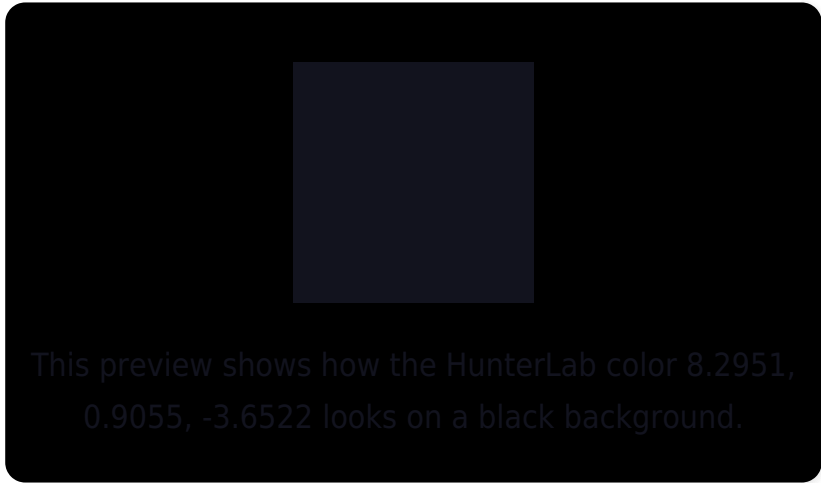 This preview shows how the HunterLab color 8.2951,
0.9055, -3.6522 looks on a black background.